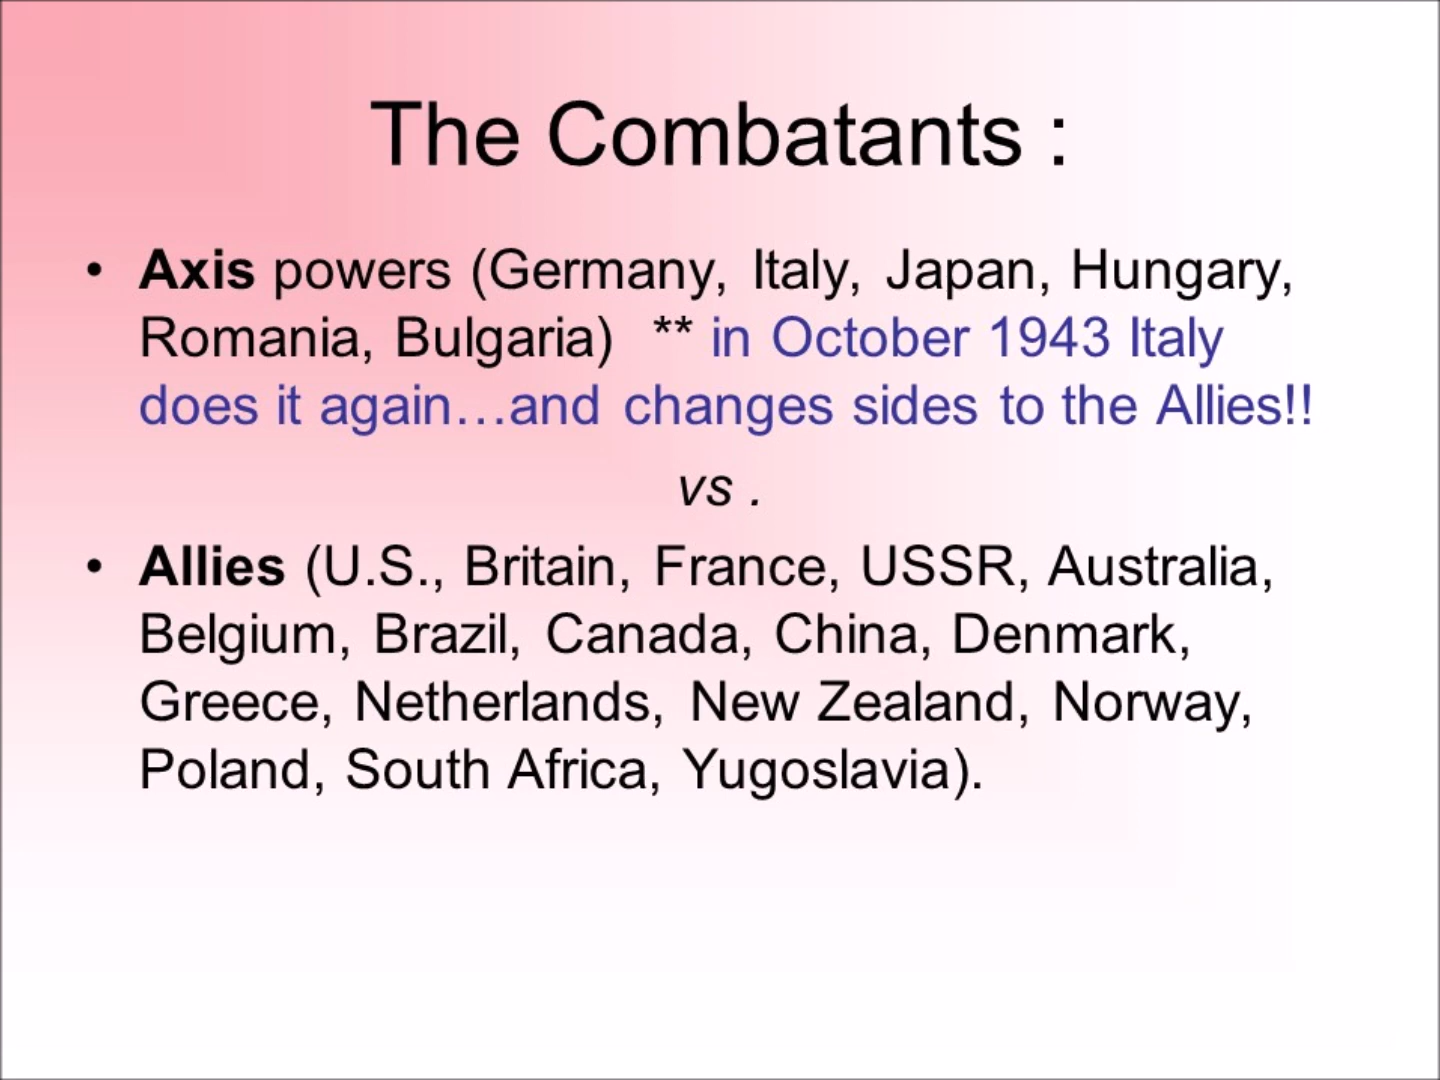 The Combatants :
• Axis powers (Germany, Italy, Japan, Hungary,
Romania, Bulgaria) ** in October 1943 Italy
does it again…and changes sides to the Allies!!
vs .
• Allies (U.S., Britain, France, USSR, Australia,
Belgium, Brazil, Canada, China, Denmark,
Greece, Netherlands, New Zealand, Norway,
Poland, South Africa, Yugoslavia).